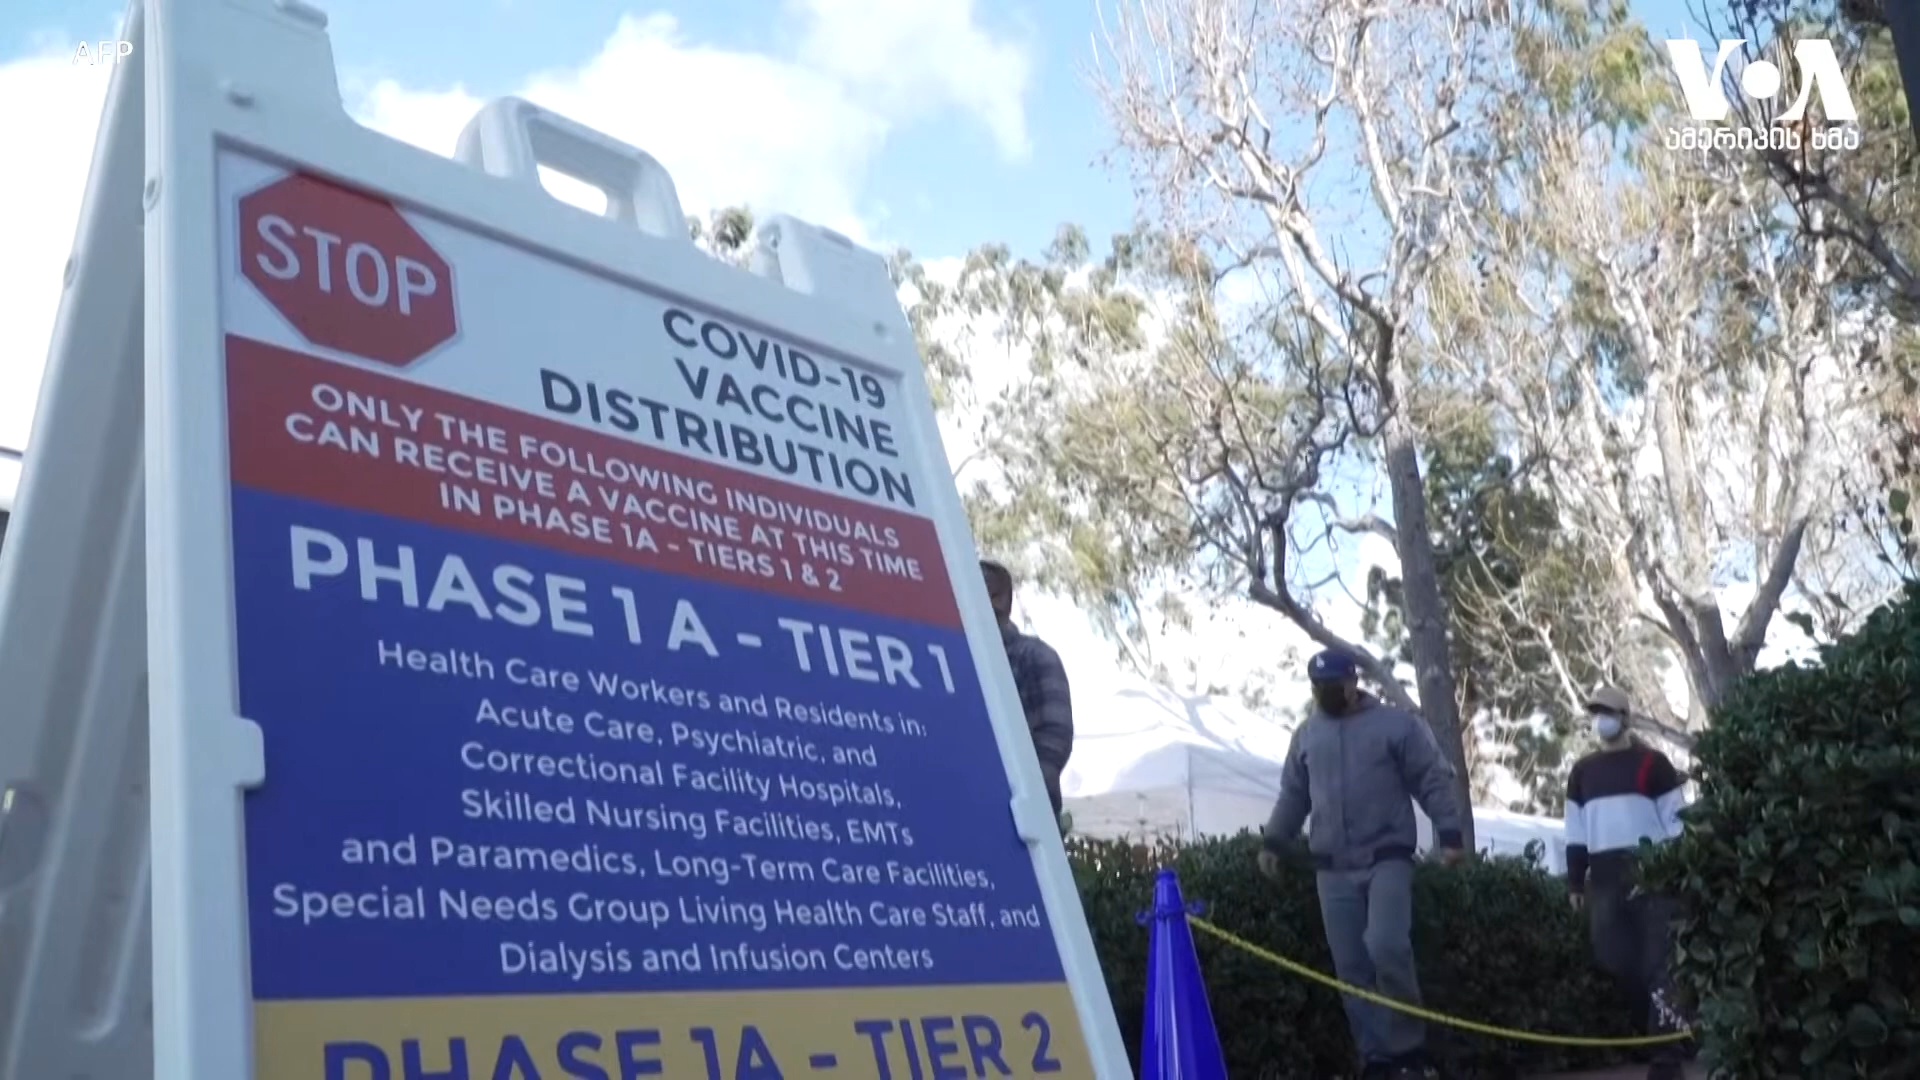 AFP
VOA
ამერიკის ხმა
STOP
COVID-19
VACCINE
DISTRIBUTION
ONLY THE FOLLOWING INDIVIDUALS
CAN RECEIVE A VACCINE AT THIS TIME
IN PHASE 1A - TIERS 1 & 2
PHASE 1 A - TIER 1
Health Care Workers and Residents in:
Acute Care, Psychiatric, and
Correctional Facility Hospitals,
Skilled Nursing Facilities, EMTs
and Paramedics, Long-Term Care Facilities,
Special Needs Group Living Health Care Staff, and
Dialysis and Infusion Centers
PHASE 1A - TIER 2